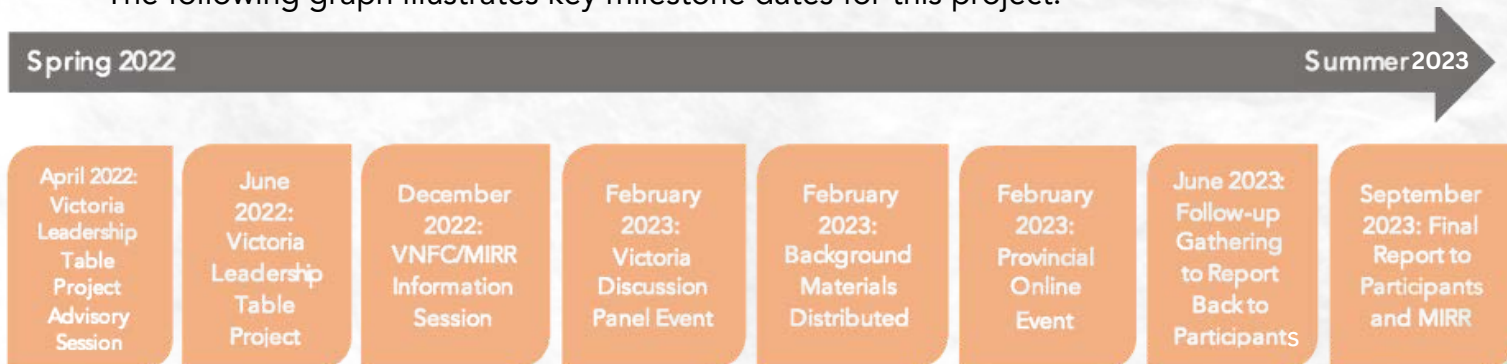 The following graph illustrates key milestone dates for this project.
Spring 2022
Summer 2023
April 2022:
Victoria
Leadership
Table
Project
Advisory
Session
June
2022:
Victoria
Leadership
Table
Project
December
2022:
VNFC/MIRR
Information
Session
February
2023:
Victoria
Discussion
Panel Event
February
2023:
Background
Materials
Distributed
February
2023:
Provincial
Online
Event
June 2023:
Follow-up
Gathering
to Report
Back to
Participants
September
2023: Final
Report to
Participants
and MIRR